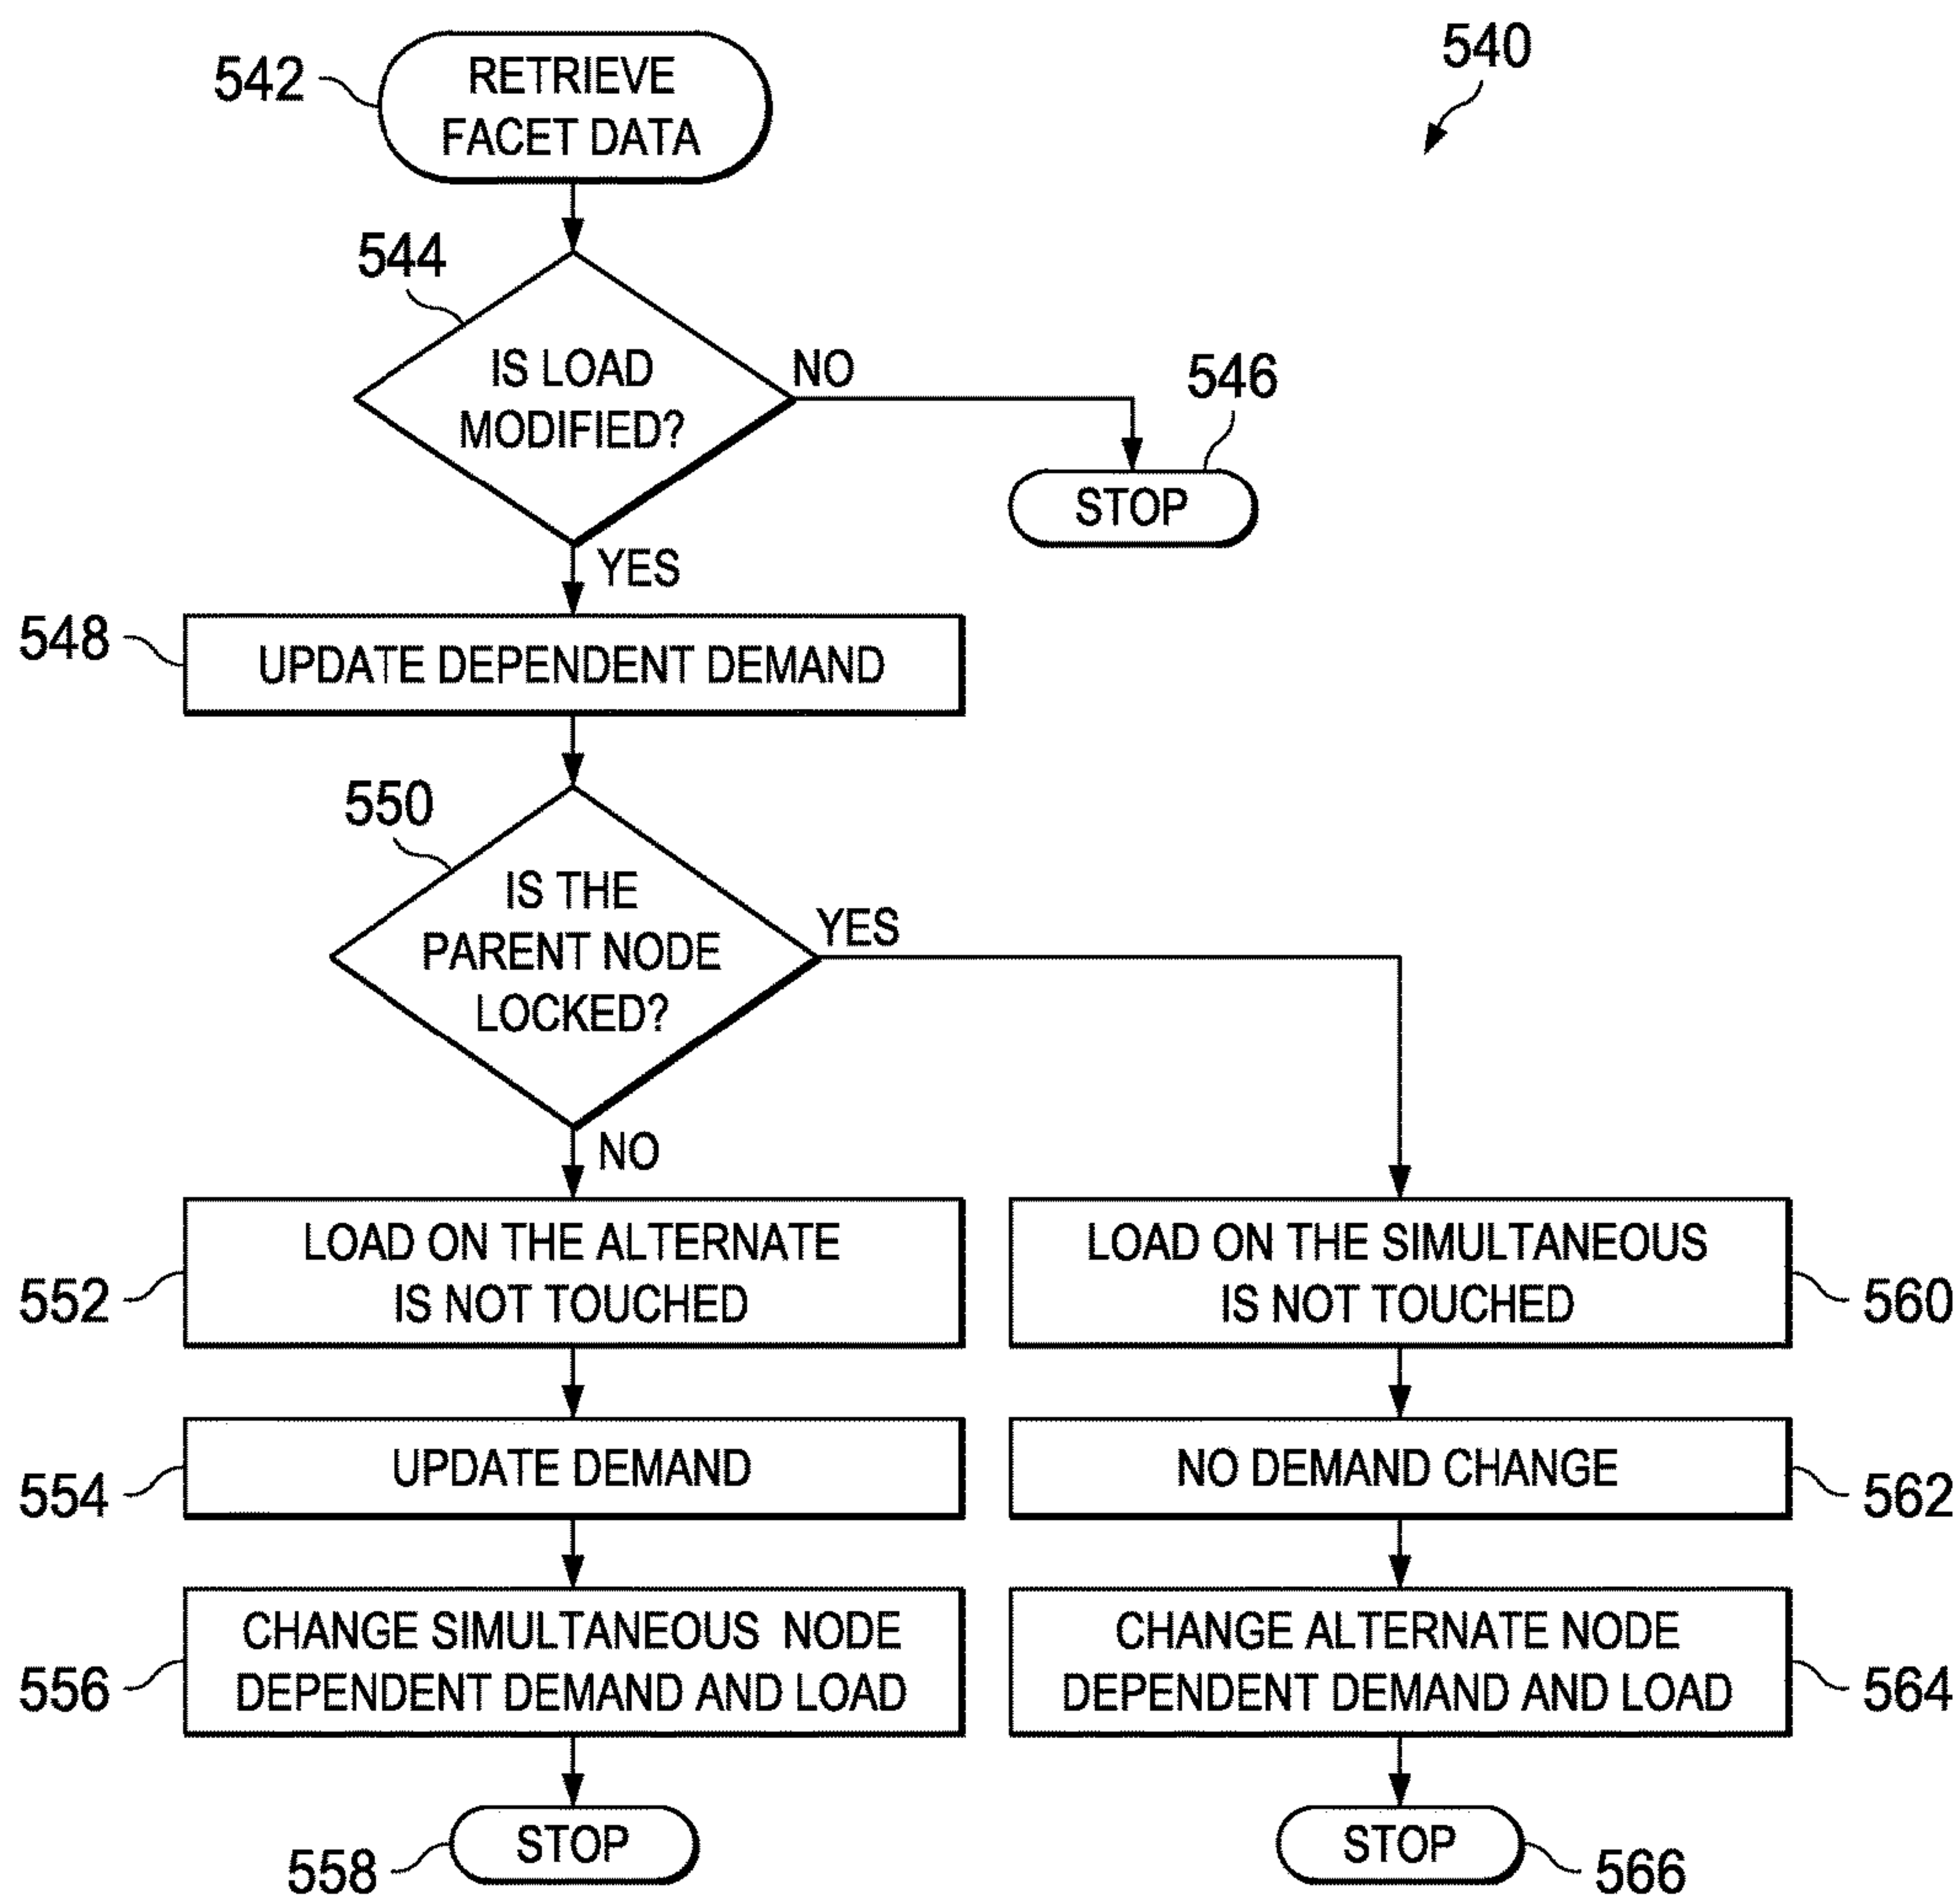 540
542
RETRIEVE
FACET DATA
544
IS LOAD
MODIFIED?
NO
546
STOP
YES
548
UPDATE DEPENDENT DEMAND
550
IS THE
PARENT NODE
LOCKED?
YES
NO
552
LOAD ON THE ALTERNATE
IS NOT TOUCHED
LOAD ON THE SIMULTANEOUS
IS NOT TOUCHED
560
554
UPDATE DEMAND
NO DEMAND CHANGE
562
556
CHANGE SIMULTANEOUS NODE
DEPENDENT DEMAND AND LOAD
CHANGE ALTERNATE NODE
DEPENDENT DEMAND AND LOAD
564
558
STOP
STOP
566